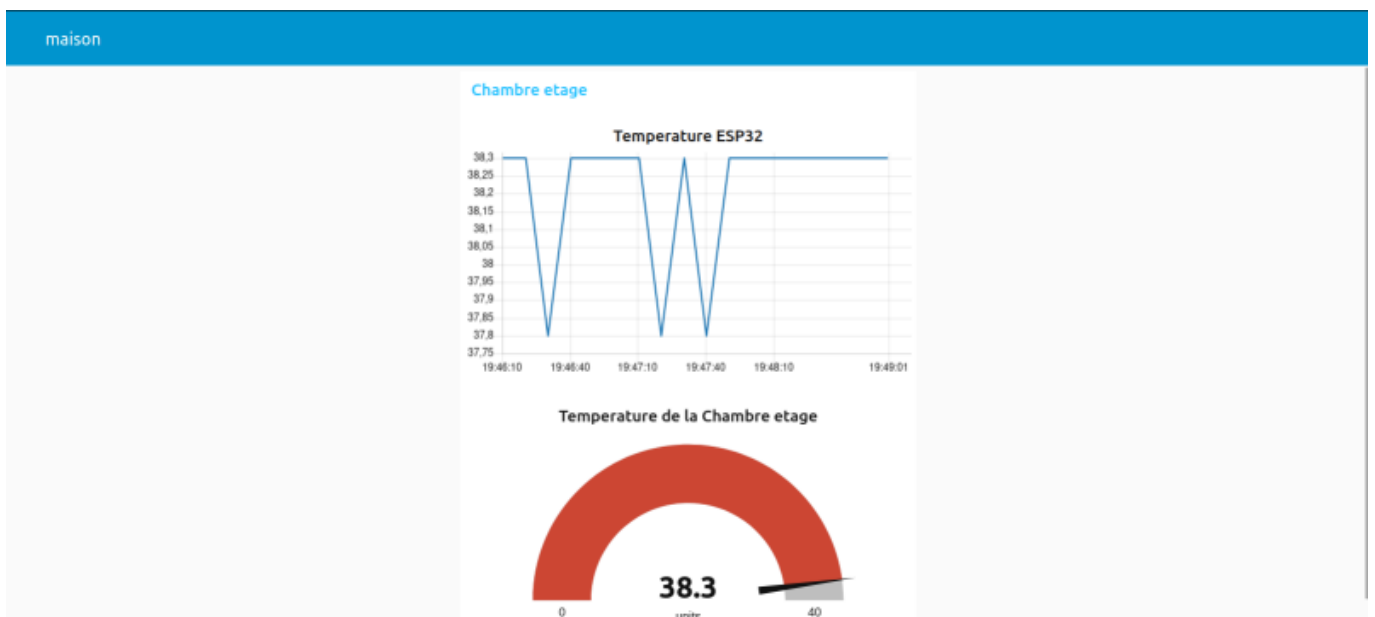 maison
Chambre etage
Temperature ESP32
38,3
38,25
38,2
38,15
38,1
38,05
38
37,95
37,9
37,85
37,8
37,75
19:46:10 19:46:40 19:47:10 19:47:40 19:48:10 19:49:01
Temperature de la Chambre etage
38.3
0 units 40